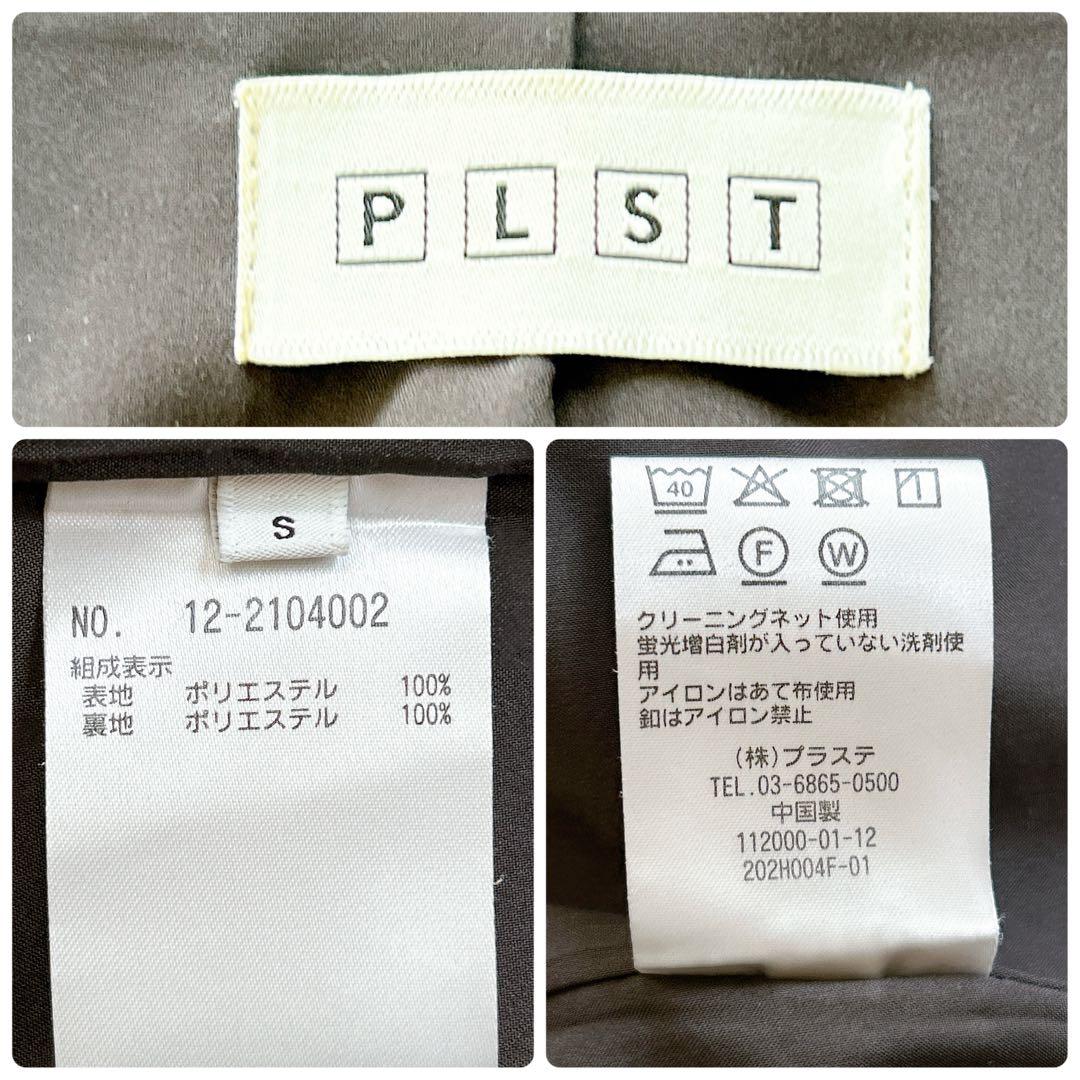 PLST
S
NO. 12-2104002
組成表示
表地 ポリエステル 100%
裏地 ポリエステル 100%
40
F W
クリーニングネット使用
蛍光増白剤が入っていない洗剤使
用
アイロンはあて布使用
釦はアイロン禁止
(株)プラステ
TEL.03-6865-0500
中国製
112000-01-12
202H004F-01